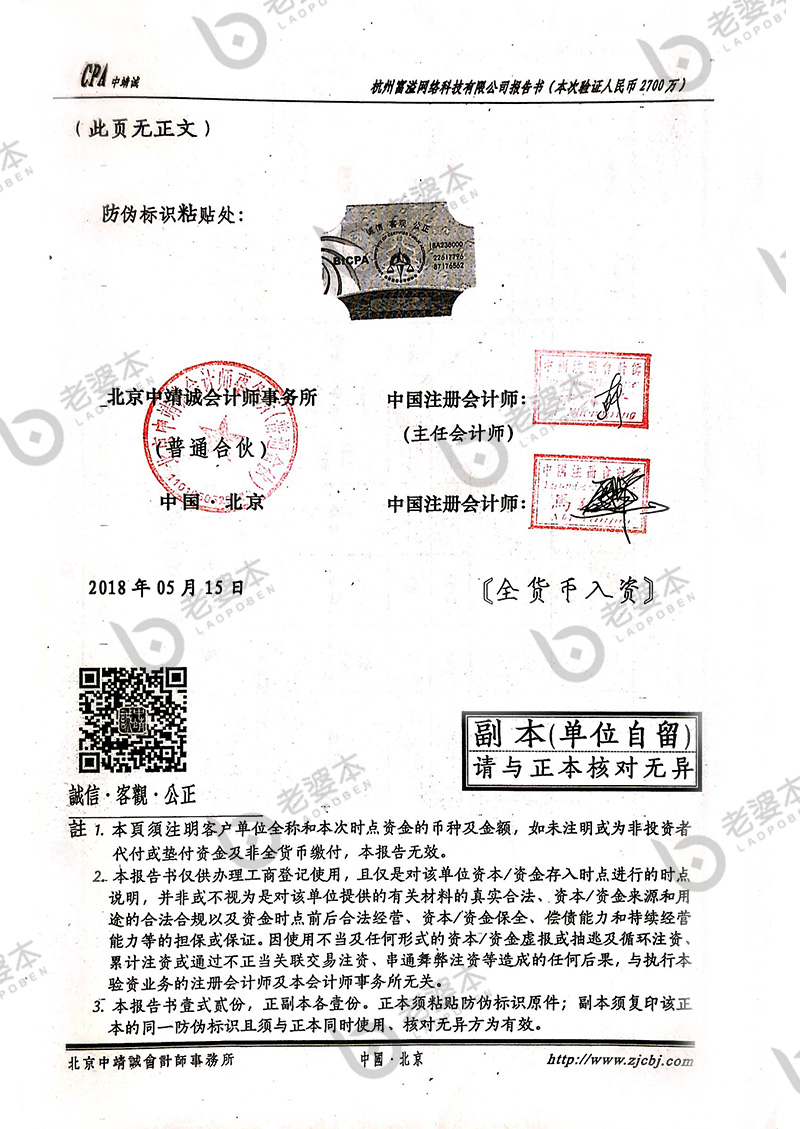 CPA 中靖诚
杭州富溢网络科技有限公司报告书（本次验证人民币2700万）
（此页无正文）
防伪标识粘贴处：
诚信 客观 公正
BICPA
22617776
87176562
北京中靖诚会计师事务所
（普通合伙）
中国·北京
中国注册会计师：
（主任会计师）
中国注册会计师：
2018年05月15日
〖全货币入资〗
副本(单位自留)
请与正本核对无异
誠信·客觀·公正
註 1. 本頁须注明客户单位全称和本次时点资金的币种及金额，如未注明或为非投资者
代付或垫付资金及非全货币缴付，本报告无效。
2. 本报告书仅供办理工商登记使用，且仅是对该单位资本/资金存入时点进行的时点
说明，并非或不视为是对该单位提供的有关材料的真实合法、资本/资金来源和用
途的合法合规以及资金时点前后合法经营、资本/资金保全、偿债能力和持续经营
能力等的担保或保证。因使用不当及任何形式的资本/资金虚报或抽逃及循环注资、
累计注资或通过不正当关联交易注资、串通舞弊注资等造成的任何后果，与执行本
验资业务的注册会计师及本会计师事务所无关。
3. 本报告书壹式贰份，正副本各壹份。正本须粘贴防伪标识原件；副本须复印该正
本的同一防伪标识且须与正本同时使用、核对无异方为有效。
北京中靖誠會計師事務所
中國·北京
http://www.zjcbj.com
老婆本
LAOPOBEN